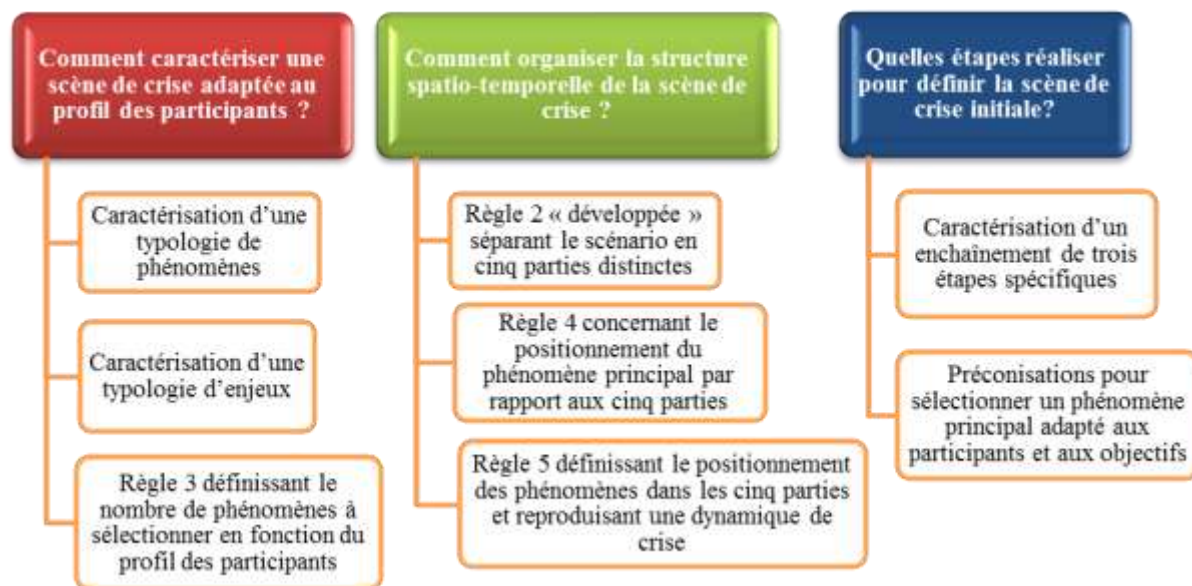 Comment caractériser une
scène de crise adaptée au
profil des participants ?
Caractérisation d’une
typologie de
phénomènes
Caractérisation d’une
typologie d’enjeux
Règle 3 définissant le
nombre de phénomènes à
sélectionner en fonction du
profil des participants
Comment organiser la structure
spatio-temporelle de la scène de
crise ?
Règle 2 « développée »
séparant le scénario en
cinq parties distinctes
Règle 4 concernant le
positionnement du
phénomène principal par
rapport aux cinq parties
Règle 5 définissant le positionnement
des phénomènes dans les cinq parties
et reproduisant une dynamique de
crise
Quelles étapes réaliser
pour définir la scène de
crise initiale?
Caractérisation d’un
enchaînement de trois
étapes spécifiques
Préconisations pour
sélectionner un phénomène
principal adapté aux
participants et aux objectifs